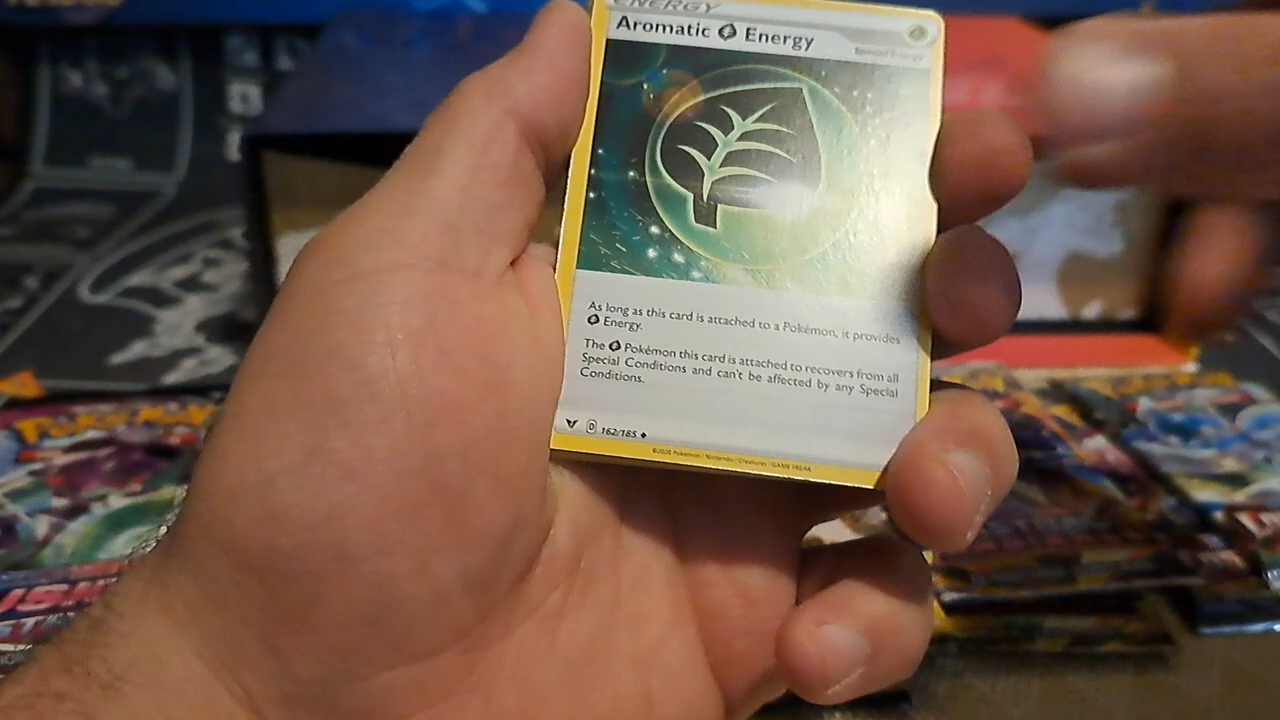 ENERGY
Aromatic Energy
Special Energy
As long as this card is attached to a Pokémon, it provides
Energy.
The Pokémon this card is attached to recovers from all
Special Conditions and can't be affected by any Special
Conditions.
D 162/185
©2020 Pokémon / Nintendo / Creatures / GAME FREAK